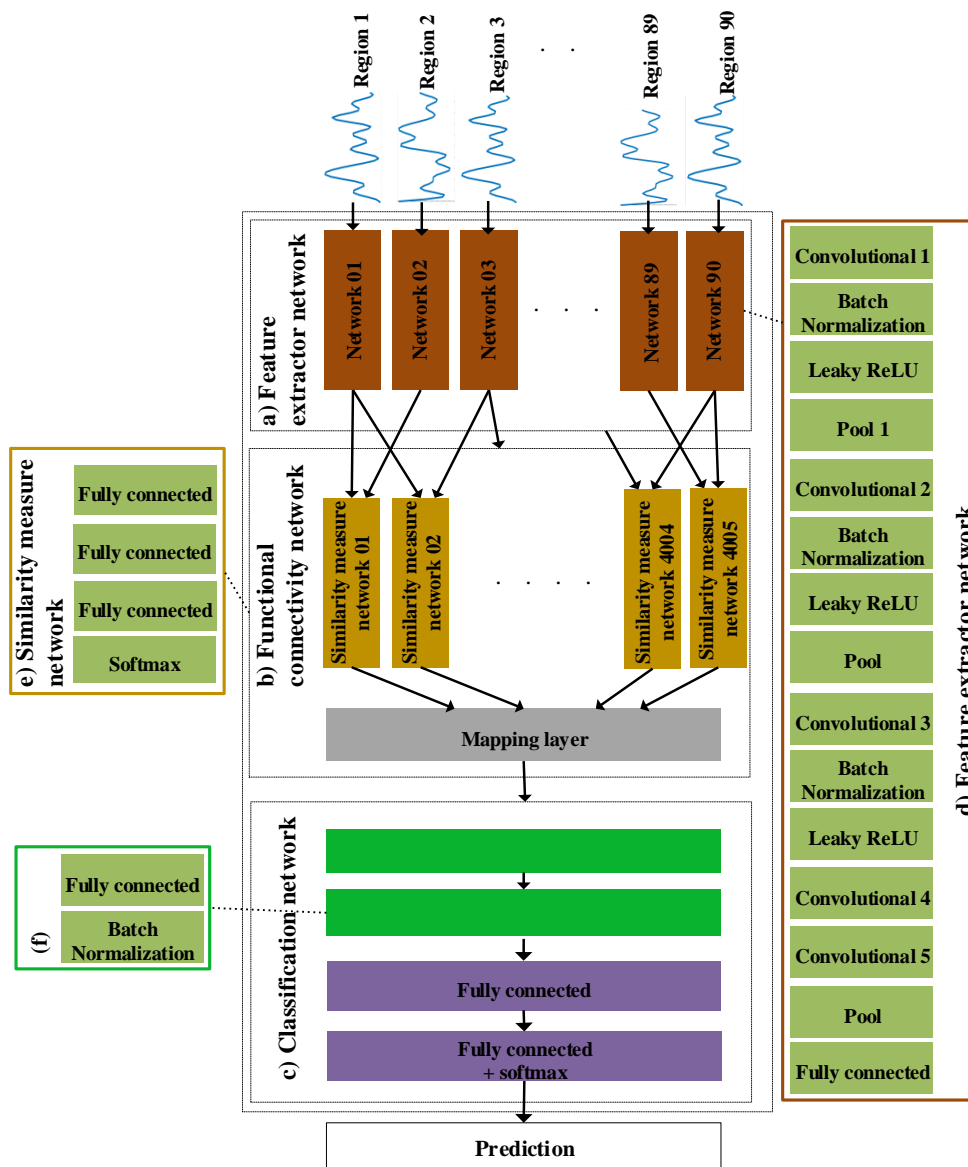 Region 1
Region 2
Region 3
. .
Region 89
Region 90
a) Feature
extractor network
Network 01
Network 02
Network 03
. . . .
Network 89
Network 90
b) Functional
connectivity network
Similarity measure
network 01
Similarity measure
network 02
. . . .
Similarity measure
network 4004
Similarity measure
network 4005
Mapping layer
c) Classification network
Fully connected
Fully connected
+ softmax
Prediction
e) Similarity measure
network
Fully connected
Fully connected
Fully connected
Softmax
(f)
Fully connected
Batch
Normalization
d) Feature extractor network
Convolutional 1
Batch
Normalization
Leaky ReLU
Pool 1
Convolutional 2
Batch
Normalization
Leaky ReLU
Pool
Convolutional 3
Batch
Normalization
Leaky ReLU
Convolutional 4
Convolutional 5
Pool
Fully connected